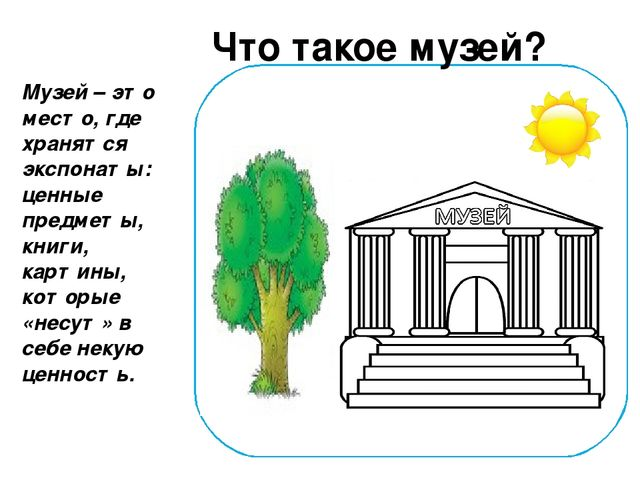 Что такое музей?
Музей – это
место, где
хранятся
экспонаты:
ценные
предметы,
книги,
картины,
которые
«несут» в
себе некую
ценность.
МУЗЕЙ